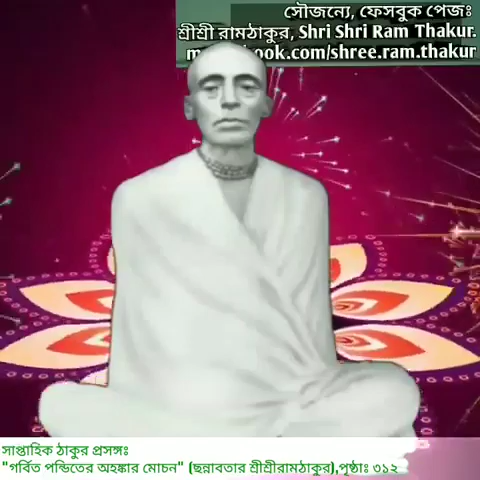 সৌজন্যে, ফেসবুক পেজঃ
শ্রীশ্রী রামঠাকুর, Shri Shri Ram Thakur.
ook.com/shree.ram.thakur
সাপ্তাহিক ঠাকুর প্রসঙ্গঃ
"গর্বিত পন্ডিতের অহঙ্কার মোচন" (ছন্নাবতার শ্রীশ্রীরামঠাকুর),পৃষ্ঠাঃ ৩১২